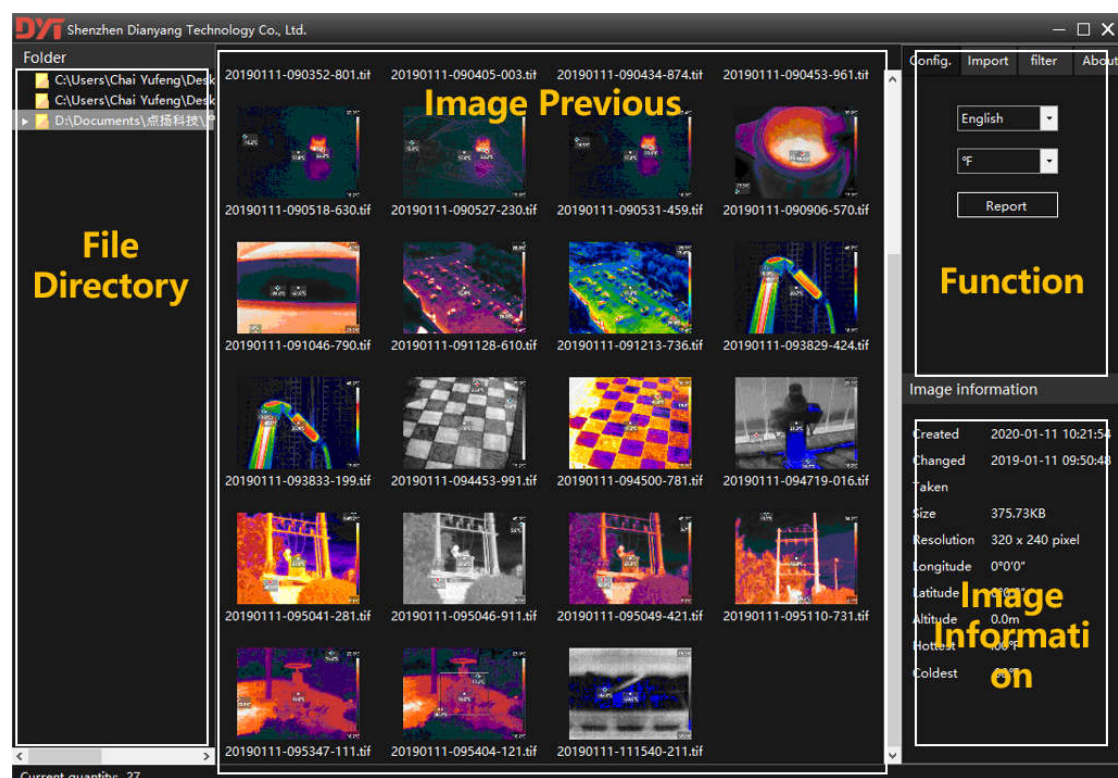 DYT Shenzhen Dianyang Technology Co., Ltd.
Folder
C:\Users\Chai Yufeng\Desk
C:\Users\Chai Yufeng\Desk
D:\Documents\点扬科技\
File
Directory
Current quantity: 27
20190111-090352-801.tif 20190111-090405-003.tif 20190111-090434-874.tif 20190111-090453-961.tif
Image Previous
20190111-090518-630.tif 20190111-090527-230.tif 20190111-090531-459.tif 20190111-090906-570.tif
20190111-091046-790.tif 20190111-091128-610.tif 20190111-091213-736.tif 20190111-093829-424.tif
20190111-093833-199.tif 20190111-094453-991.tif 20190111-094500-781.tif 20190111-094719-016.tif
20190111-095041-281.tif 20190111-095046-911.tif 20190111-095049-421.tif 20190111-095110-731.tif
20190111-095347-111.tif 20190111-095404-121.tif 20190111-111540-211.tif
Config. Import filter About
English
°F
Report
Function
Image information
Created 2020-01-11 10:21:54
Changed 2019-01-11 09:50:48
Taken
Size 375.73KB
Resolution 320 x 240 pixel
Longitude 0°0'0"
Latitude
Altitude 0.0m
Hottest
Coldest
Image
Informati
on